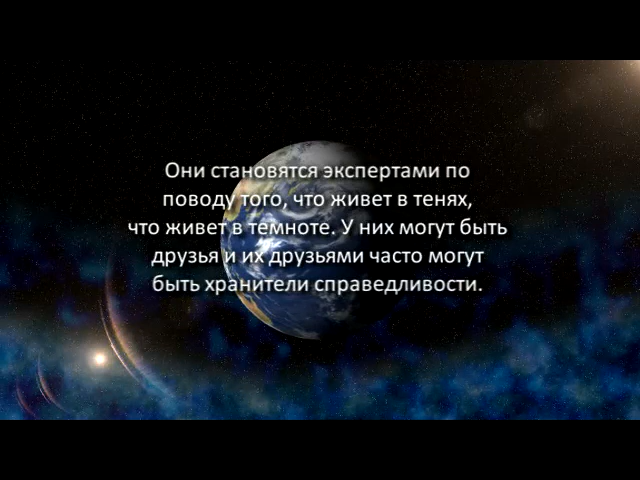 Они становятся экспертами по
поводу того, что живет в тенях,
что живет в темноте. У них могут быть
друзья и их друзьями часто могут
быть хранители справедливости.